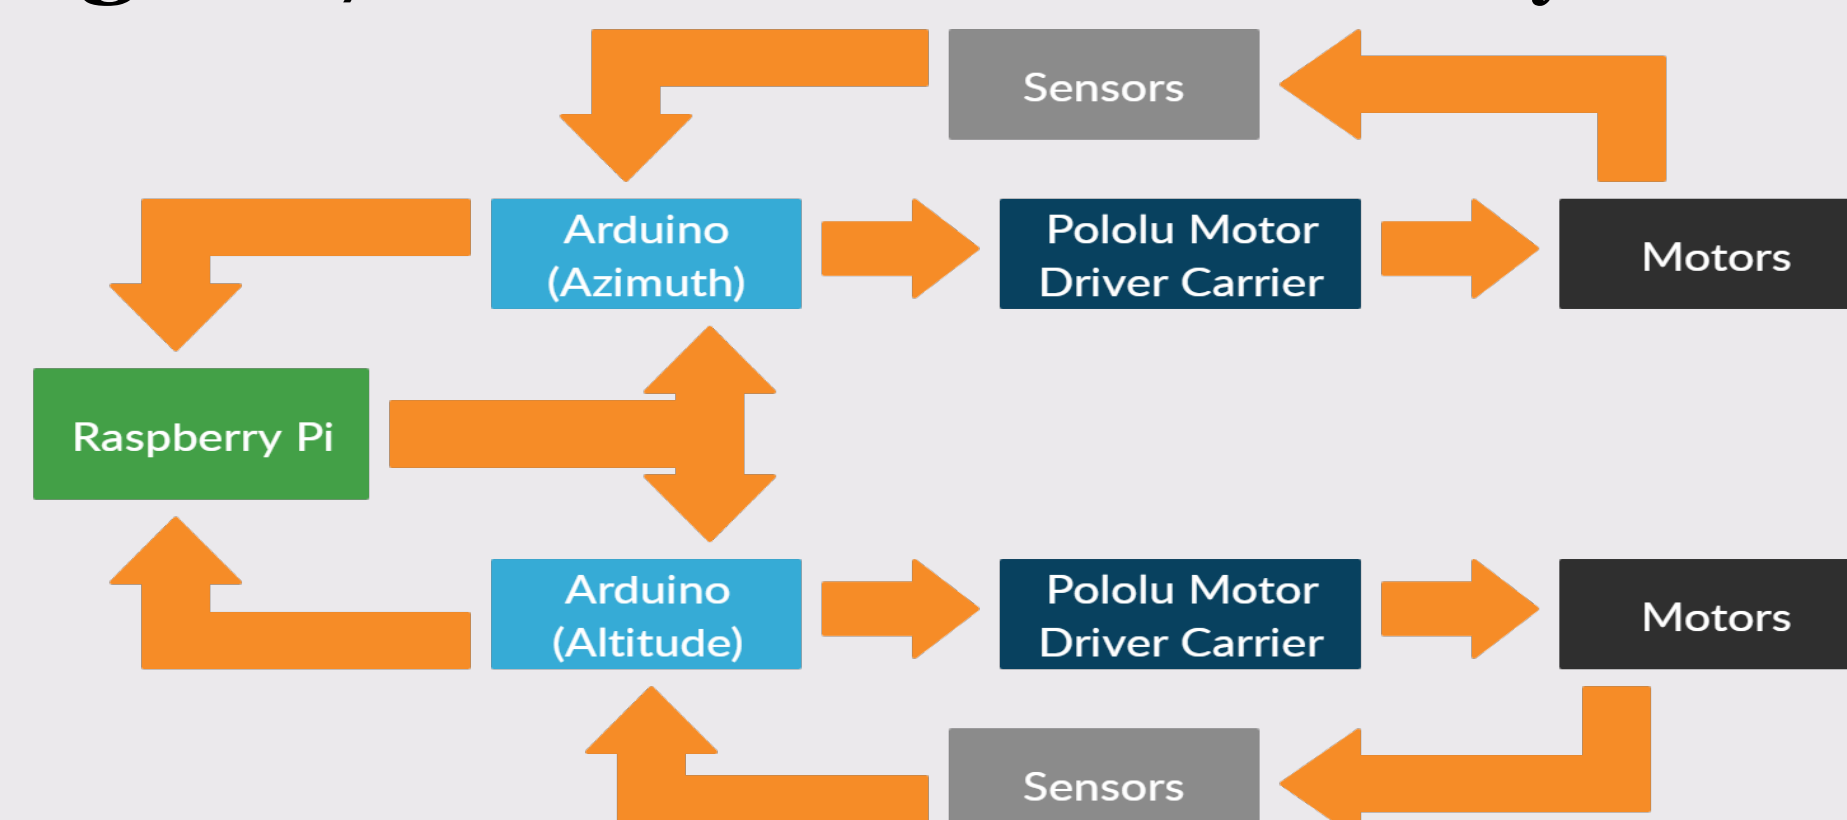 Sensors
Arduino
(Azimuth)
Pololu Motor
Driver Carrier
Motors
Raspberry Pi
Arduino
(Altitude)
Pololu Motor
Driver Carrier
Motors
Sensors